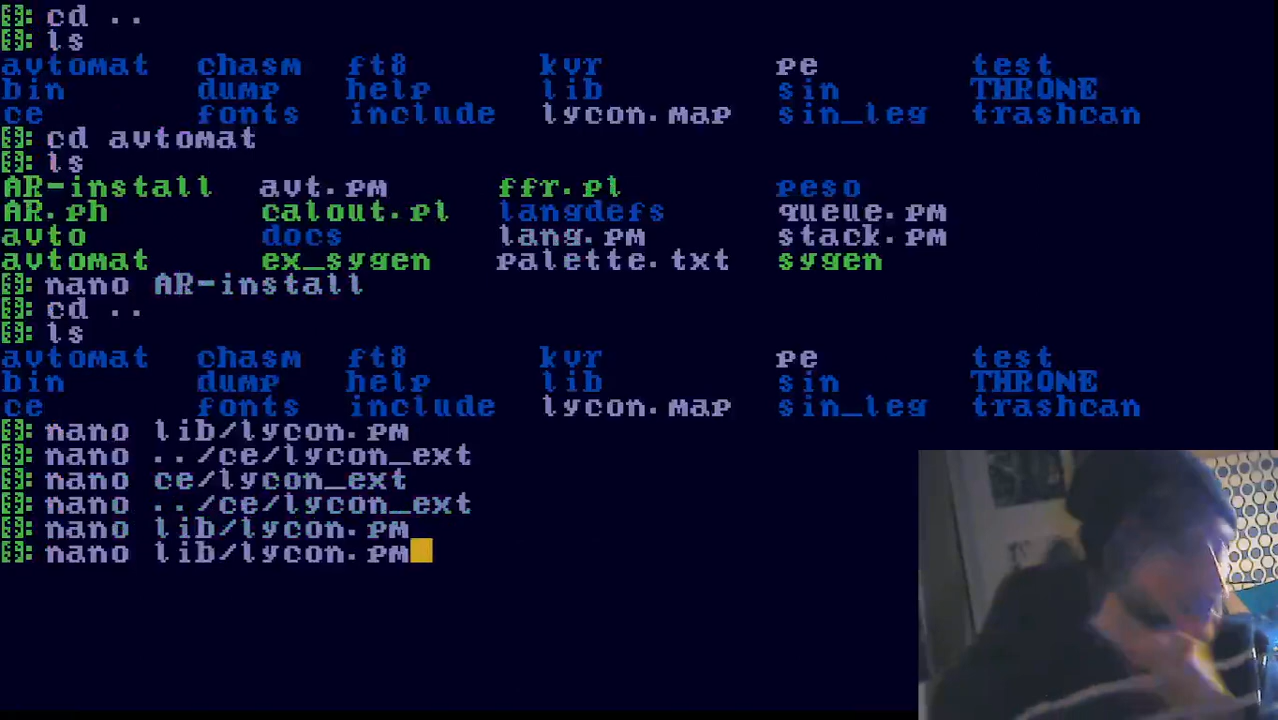 []: cd ..
[]: ls
avtomat chasm ft8 kvr pe test
bin dump help lib sin THRONE
ce fonts include lycon.map sin_leg trashcan
[]: cd avtomat
[]: ls
AR-install avt.pm ffr.pl peso
AR.ph calout.pl langdefs queue.pm
avto docs lang.pm stack.pm
avtomat ex_sygen palette.txt sygen
[]: nano AR-install
[]: cd ..
[]: ls
avtomat chasm ft8 kvr pe test
bin dump help lib sin THRONE
ce fonts include lycon.map sin_leg trashcan
[]: nano lib/lycon.pm
[]: nano ../ce/lycon_ext
[]: nano ce/lycon_ext
[]: nano ../ce/lycon_ext
[]: nano lib/lycon.pm
[]: nano lib/lycon.pm